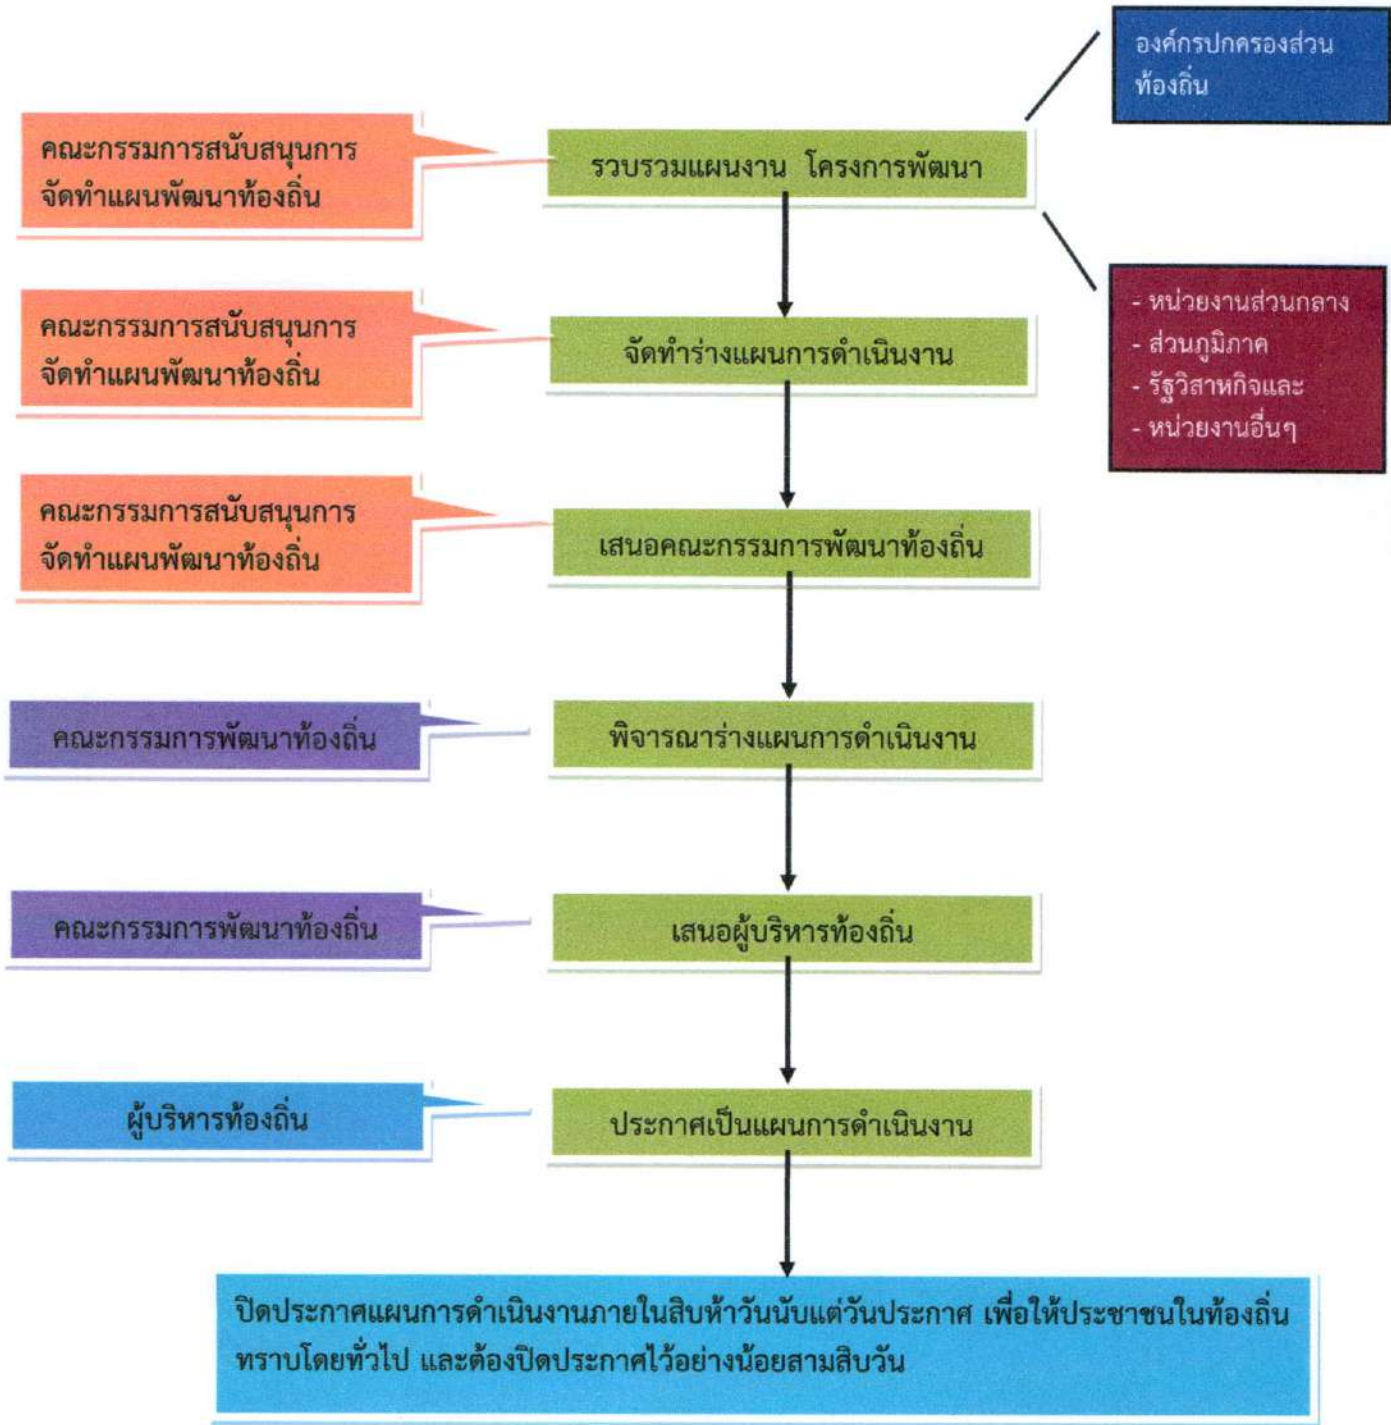 องค์กรปกครองส่วน
ท้องถิ่น
คณะกรรมการสนับสนุนการ
จัดทำแผนพัฒนาท้องถิ่น
รวบรวมแผนงาน โครงการพัฒนา
- หน่วยงานส่วนกลาง
- ส่วนภูมิภาค
- รัฐวิสาหกิจและ
- หน่วยงานอื่นๆ
คณะกรรมการสนับสนุนการ
จัดทำแผนพัฒนาท้องถิ่น
จัดทำร่างแผนการดำเนินงาน
คณะกรรมการสนับสนุนการ
จัดทำแผนพัฒนาท้องถิ่น
เสนอคณะกรรมการพัฒนาท้องถิ่น
คณะกรรมการพัฒนาท้องถิ่น
พิจารณาร่างแผนการดำเนินงาน
คณะกรรมการพัฒนาท้องถิ่น
เสนอผู้บริหารท้องถิ่น
ผู้บริหารท้องถิ่น
ประกาศเป็นแผนการดำเนินงาน
ปิดประกาศแผนการดำเนินงานภายในสิบห้าวันนับแต่วันประกาศ เพื่อให้ประชาชนในท้องถิ่น
ทราบโดยทั่วไป และต้องปิดประกาศไว้อย่างน้อยสามสิบวัน